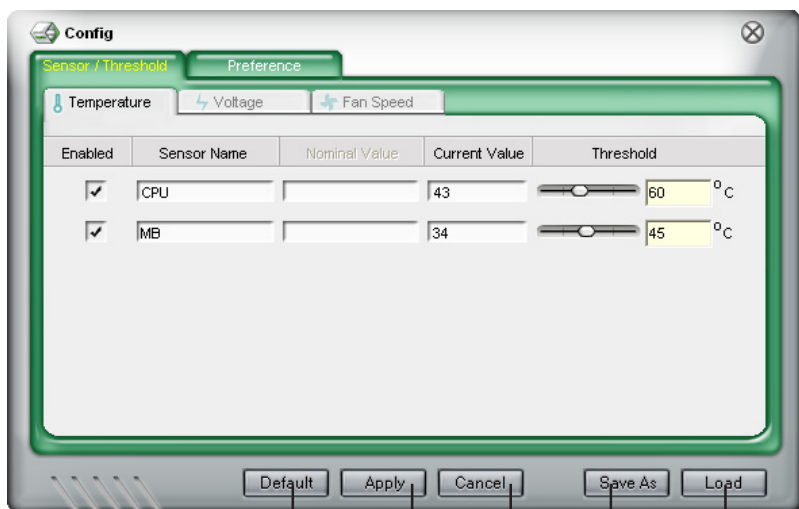 Config
Sensor / Threshold Preference
Temperature Voltage Fan Speed
Enabled Sensor Name Nominal Value Current Value Threshold
CPU 43 60 °C
MB 34 45 °C
Default Apply Cancel Save As Load